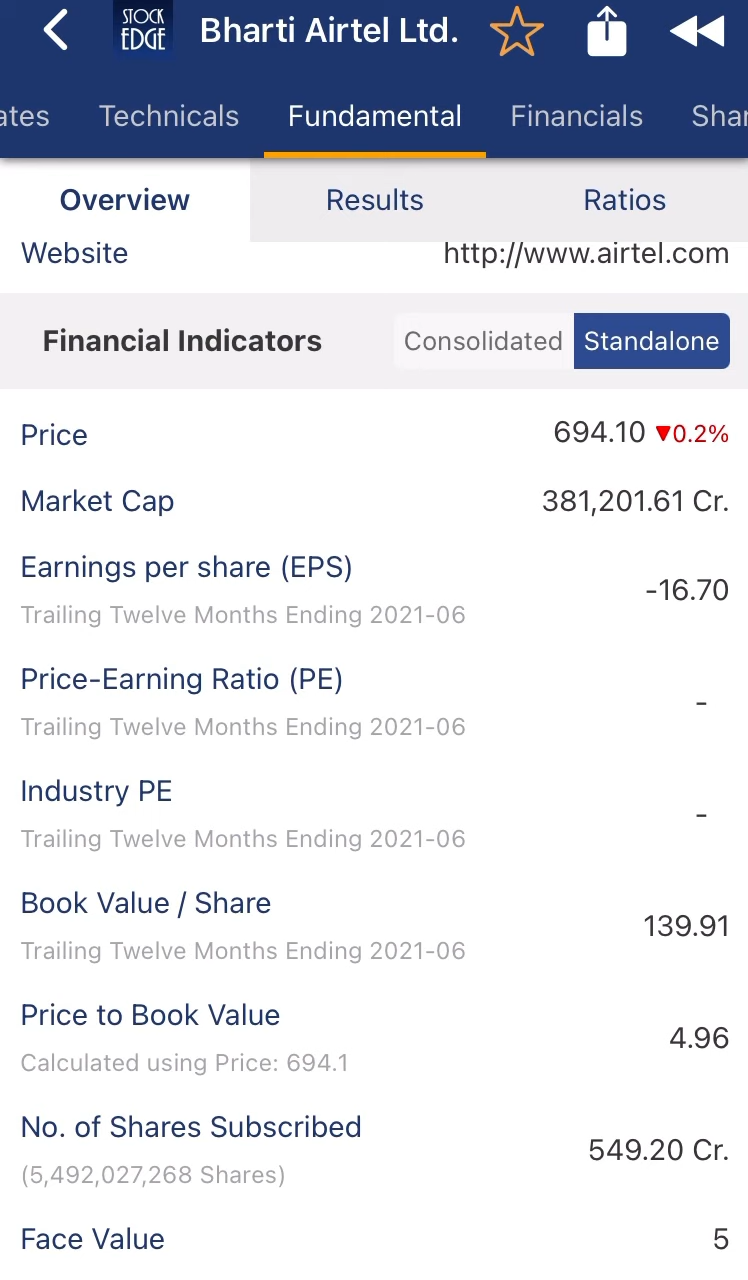 STOCK
EDGE
Bharti Airtel Ltd.
ates Technicals Fundamental Financials Shar
Overview Results Ratios
Website http://www.airtel.com
Financial Indicators Consolidated Standalone
Price 694.10 ▼0.2%
Market Cap 381,201.61 Cr.
Earnings per share (EPS)
-16.70
Trailing Twelve Months Ending 2021-06
Price-Earning Ratio (PE)
-
Trailing Twelve Months Ending 2021-06
Industry PE
-
Trailing Twelve Months Ending 2021-06
Book Value / Share
139.91
Trailing Twelve Months Ending 2021-06
Price to Book Value
4.96
Calculated using Price: 694.1
No. of Shares Subscribed
549.20 Cr.
(5,492,027,268 Shares)
Face Value 5